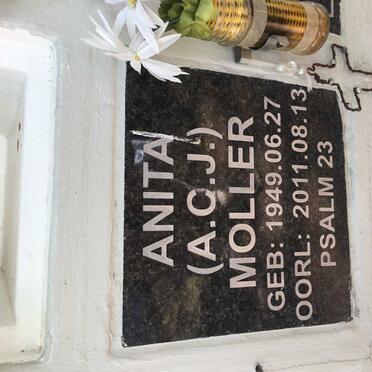 ANITA
(A.C.J.)
MOLLER
GEB: 1949.06.27
OORL: 2011.08.13
PSALM 23